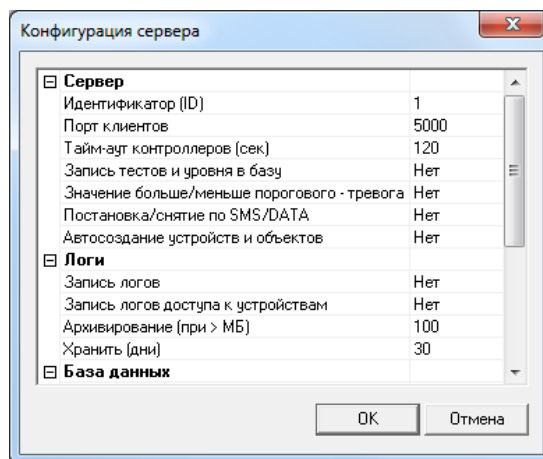 Конфигурация сервера
Сервер
Идентификатор (ID) 1
Порт клиентов 5000
Тайм-аут контроллеров (сек) 120
Запись тестов и уровня в базу Нет
Значение больше/меньше порогового - тревога Нет
Постановка/снятие по SMS/DATA Нет
Автосоздание устройств и объектов Нет
Логи
Запись логов Нет
Запись логов доступа к устройствам Нет
Архивирование (при > МБ) 100
Хранить (дни) 30
База данных
OK Отмена